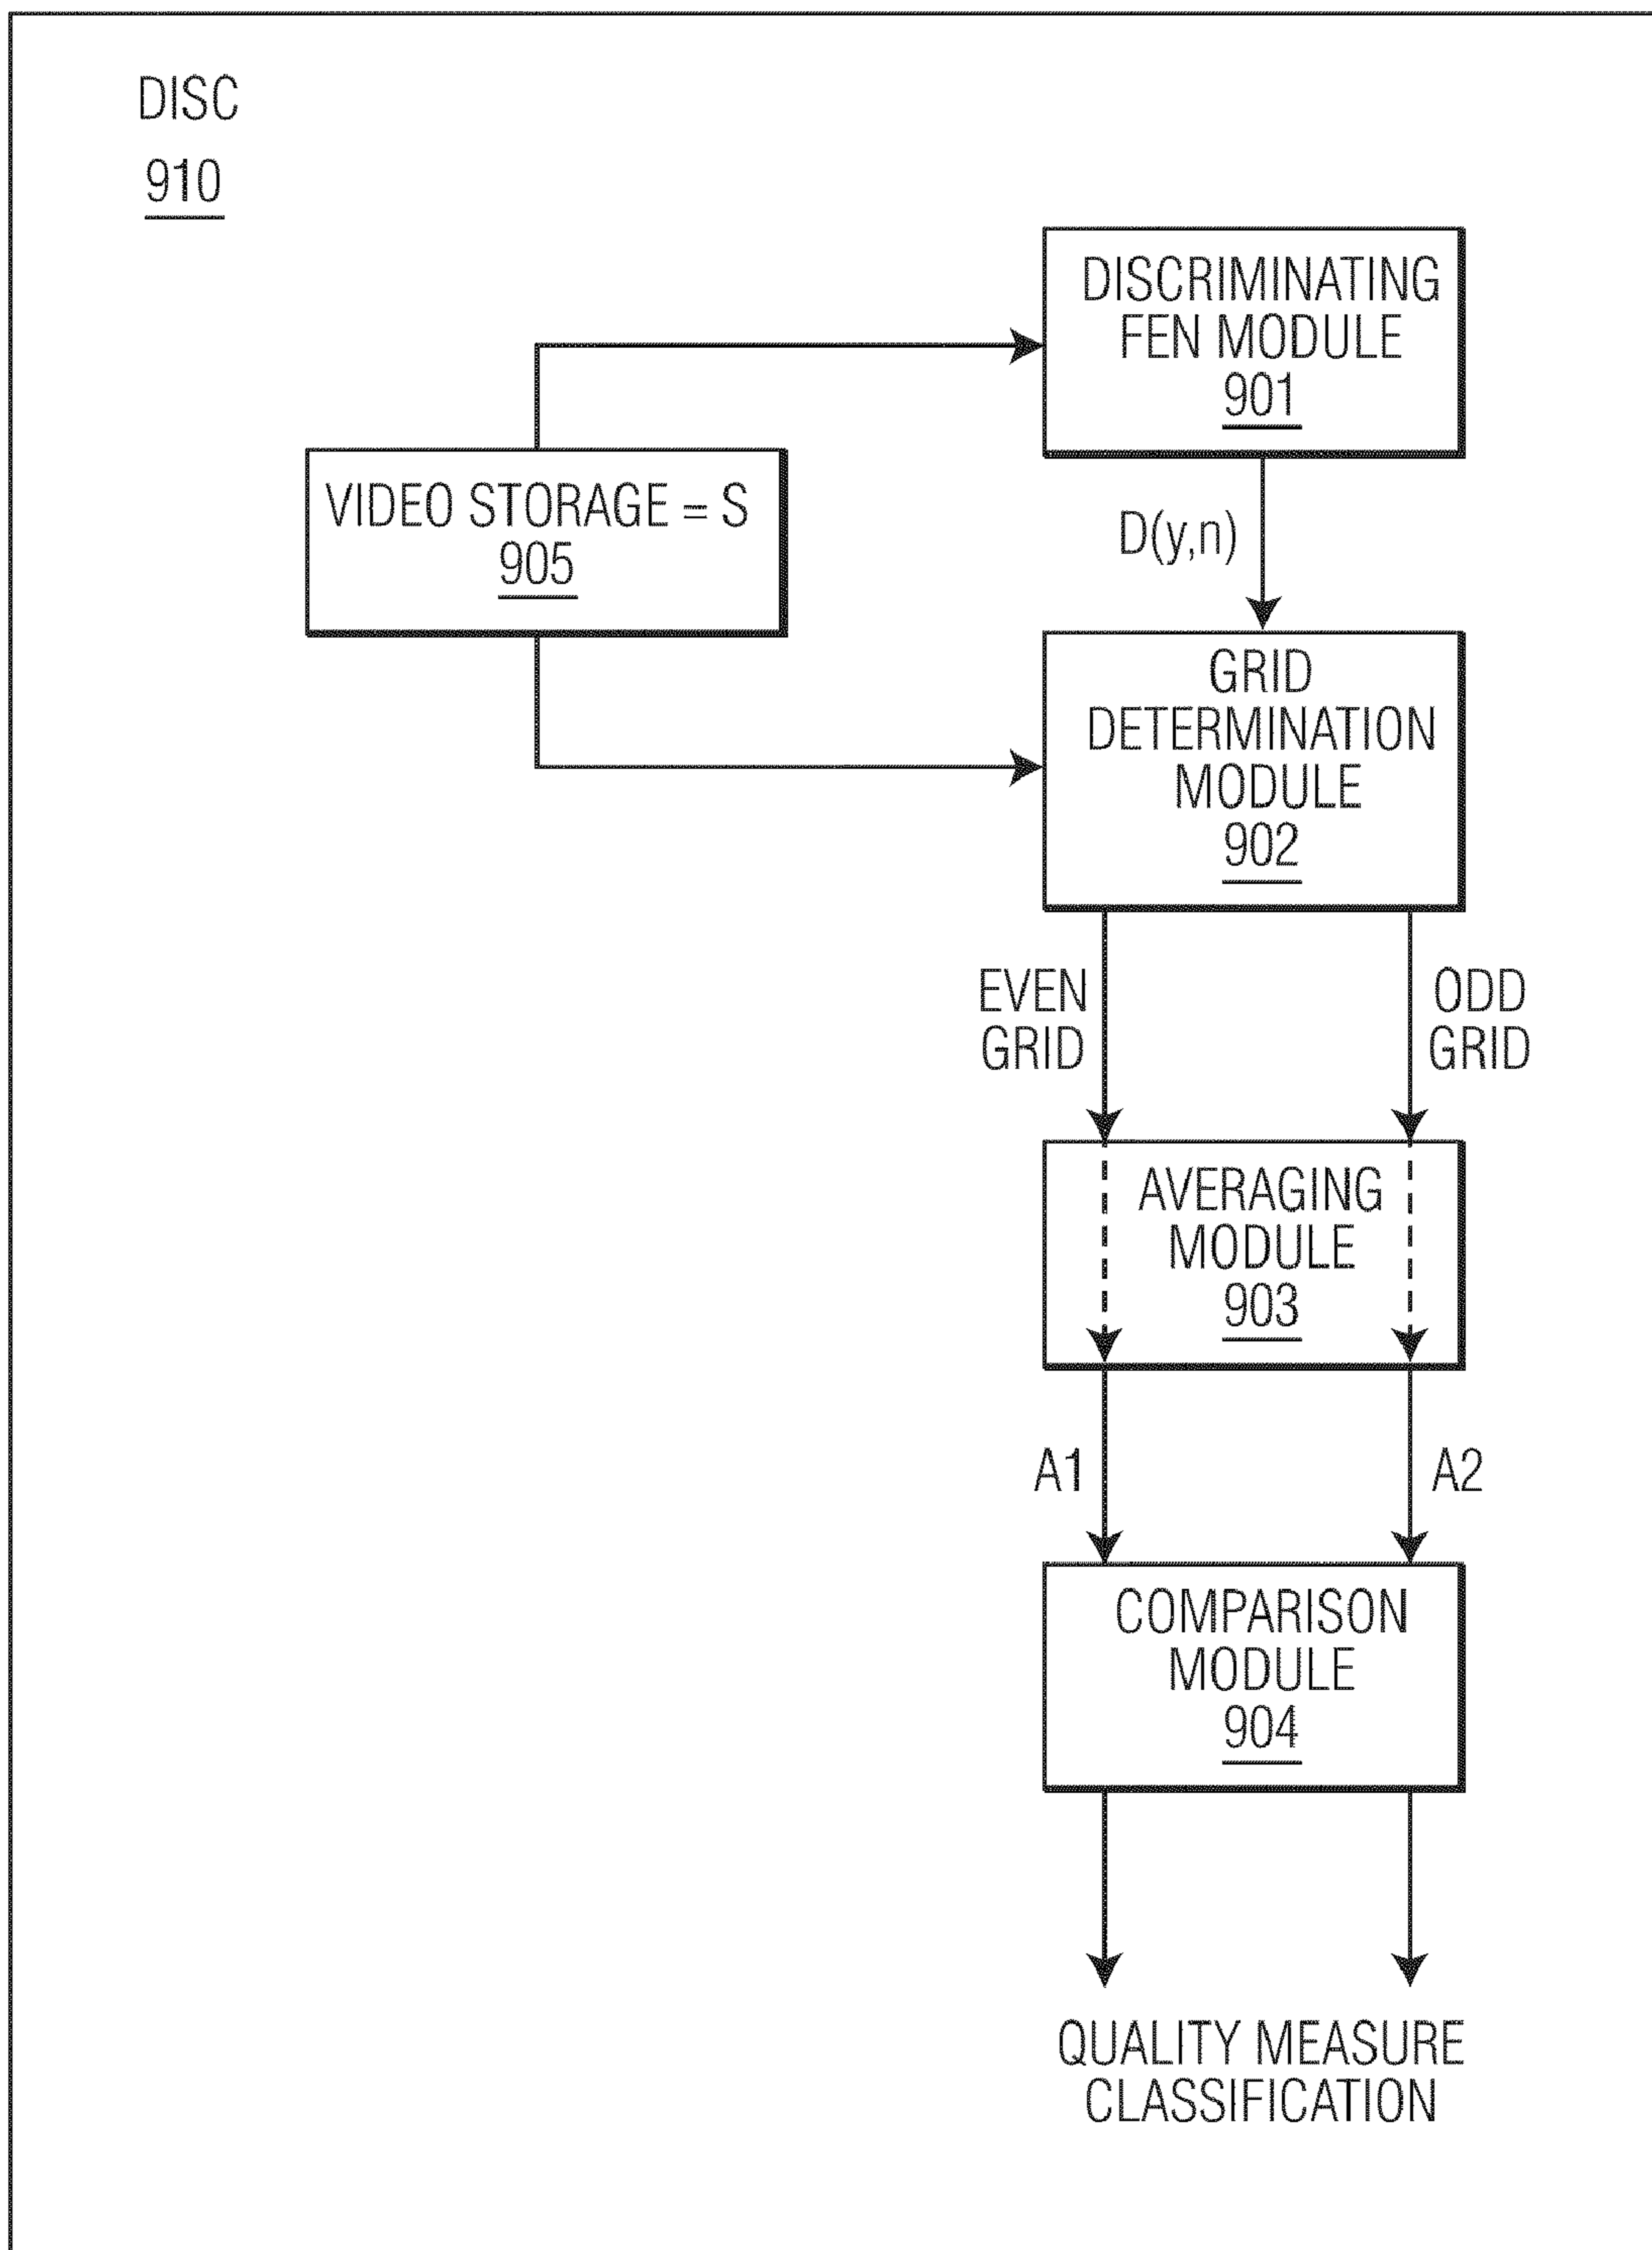 DISC
910
DISCRIMINATING
FEN MODULE
901
VIDEO STORAGE = S
905
D(y,n)
GRID
DETERMINATION
MODULE
902
EVEN
GRID
ODD
GRID
AVERAGING
MODULE
903
A1
A2
COMPARISON
MODULE
904
QUALITY MEASURE
CLASSIFICATION